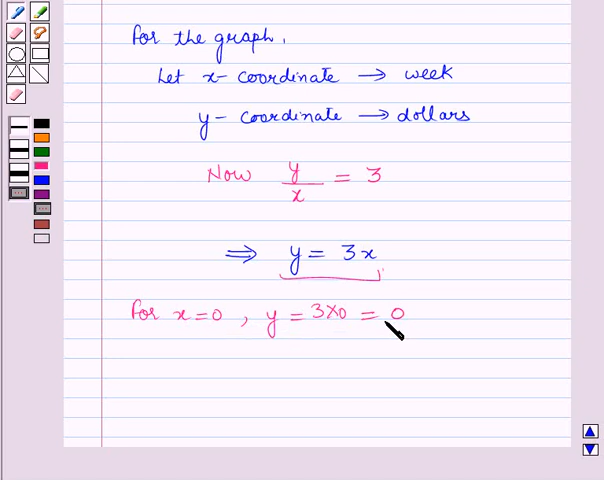 For the graph,
Let x- coordinate → week
y - coordinate → dollars
Now y/x = 3
⇒ y = 3x
For x=0, y = 3×0 = 0